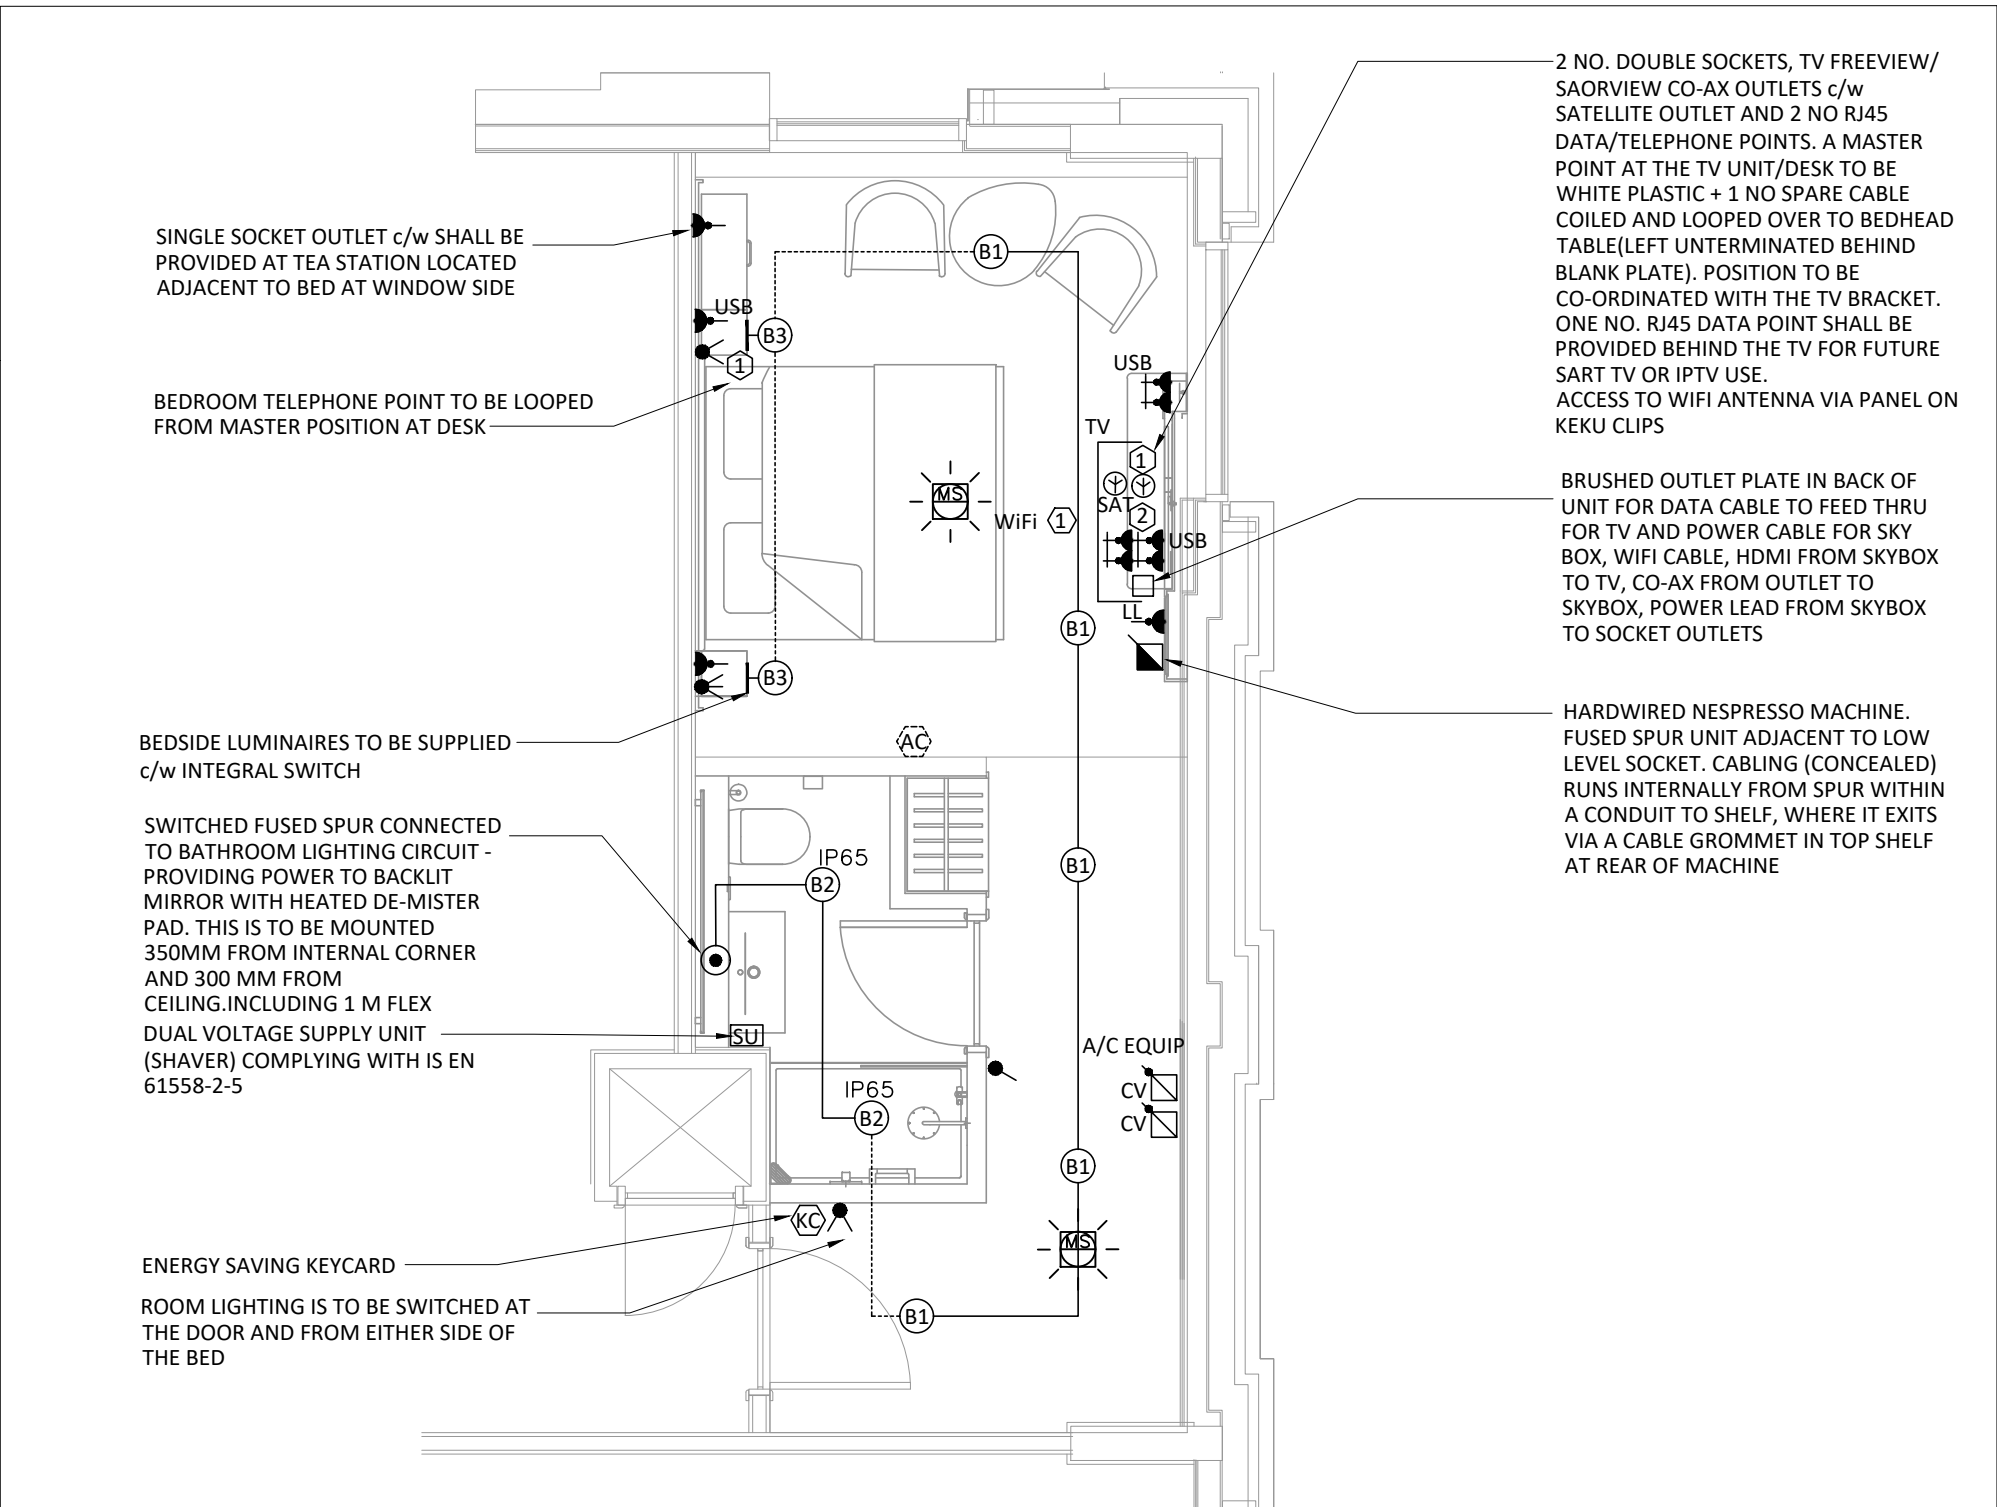 SINGLE SOCKET OUTLET c/w SHALL BE
PROVIDED AT TEA STATION LOCATED
ADJACENT TO BED AT WINDOW SIDE
BEDROOM TELEPHONE POINT TO BE LOOPED
FROM MASTER POSITION AT DESK
BEDSIDE LUMINAIRES TO BE SUPPLIED
c/w INTEGRAL SWITCH
SWITCHED FUSED SPUR CONNECTED
TO BATHROOM LIGHTING CIRCUIT -
PROVIDING POWER TO BACKLIT
MIRROR WITH HEATED DE-MISTER
PAD. THIS IS TO BE MOUNTED
350MM FROM INTERNAL CORNER
AND 300 MM FROM
CEILING.INCLUDING 1 M FLEX
DUAL VOLTAGE SUPPLY UNIT
(SHAVER) COMPLYING WITH IS EN
61558-2-5
ENERGY SAVING KEYCARD
ROOM LIGHTING IS TO BE SWITCHED AT
THE DOOR AND FROM EITHER SIDE OF
THE BED
B1
USB
B3
1
USB
TV
1
MS
SAT
WiFi 1
2
USB
LL
B1
B3
AC
IP65
B2
B1
SU
A/C EQUIP
CV
IP65
B2
CV
B1
KC
MS
B1
2 NO. DOUBLE SOCKETS, TV FREEVIEW/
SAORVIEW CO-AX OUTLETS c/w
SATELLITE OUTLET AND 2 NO RJ45
DATA/TELEPHONE POINTS. A MASTER
POINT AT THE TV UNIT/DESK TO BE
WHITE PLASTIC + 1 NO SPARE CABLE
COILED AND LOOPED OVER TO BEDHEAD
TABLE(LEFT UNTERMINATED BEHIND
BLANK PLATE). POSITION TO BE
CO-ORDINATED WITH THE TV BRACKET.
ONE NO. RJ45 DATA POINT SHALL BE
PROVIDED BEHIND THE TV FOR FUTURE
SART TV OR IPTV USE.
ACCESS TO WIFI ANTENNA VIA PANEL ON
KEKU CLIPS
BRUSHED OUTLET PLATE IN BACK OF
UNIT FOR DATA CABLE TO FEED THRU
FOR TV AND POWER CABLE FOR SKY
BOX, WIFI CABLE, HDMI FROM SKYBOX
TO TV, CO-AX FROM OUTLET TO
SKYBOX, POWER LEAD FROM SKYBOX
TO SOCKET OUTLETS
HARDWIRED NESPRESSO MACHINE.
FUSED SPUR UNIT ADJACENT TO LOW
LEVEL SOCKET. CABLING (CONCEALED)
RUNS INTERNALLY FROM SPUR WITHIN
A CONDUIT TO SHELF, WHERE IT EXITS
VIA A CABLE GROMMET IN TOP SHELF
AT REAR OF MACHINE